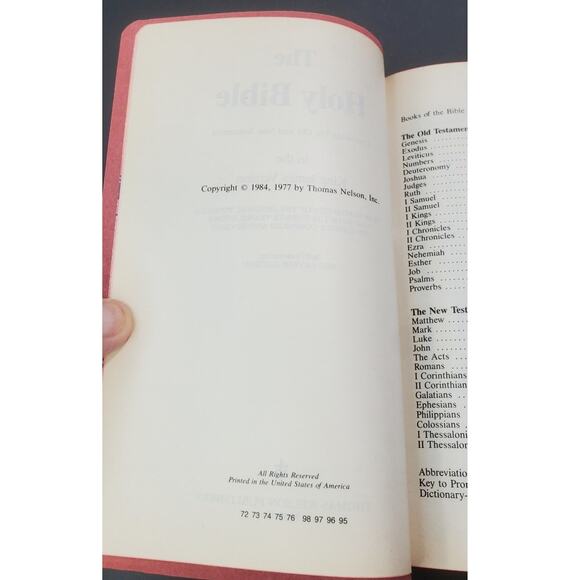 Copyright © 1984, 1977 by Thomas Nelson, Inc.
All Rights Reserved
Printed in the United States of America
72 73 74 75 76 98 97 96 95
Books of the Bible
The Old Testamen
Genesis
Exodus
Leviticus
Numbers
Deuteronomy
Joshua
Judges
Ruth
I Samuel
II Samuel
I Kings
II Kings
I Chronicles
II Chronicles
Ezra
Nehemiah
Esther
Job
Psalms
Proverbs
The New Test
Matthew
Mark
Luke
John
The Acts
Romans
I Corinthian
II Corinthian
Galatians
Ephesians
Philippians
Colossians
I Thessaloni
II Thessalon
Abbreviation
Key to Pron
Dictionary-